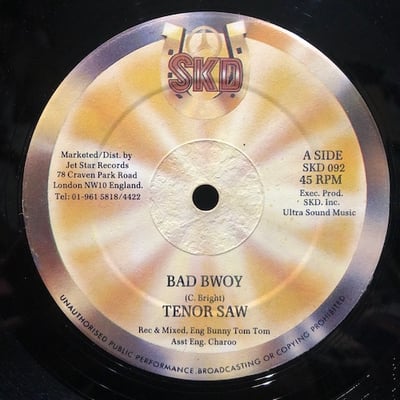 SKD
Marketed/Dist. by
Jet Star Records
78 Craven Park Road
London NW10 England.
Tel: 01-961 5818/4422
A SIDE
SKD 092
45 RPM
Exec. Prod.
SKD. Inc.
Ultra Sound Music
BAD BWOY
(C. Bright)
TENOR SAW
Rec & Mixed. Eng Bunny Tom Tom
Asst Eng. Charoo
UNAUTHORISED PUBLIC PERFORMANCE.BROADCASTING OR COPYING PROHIBITED